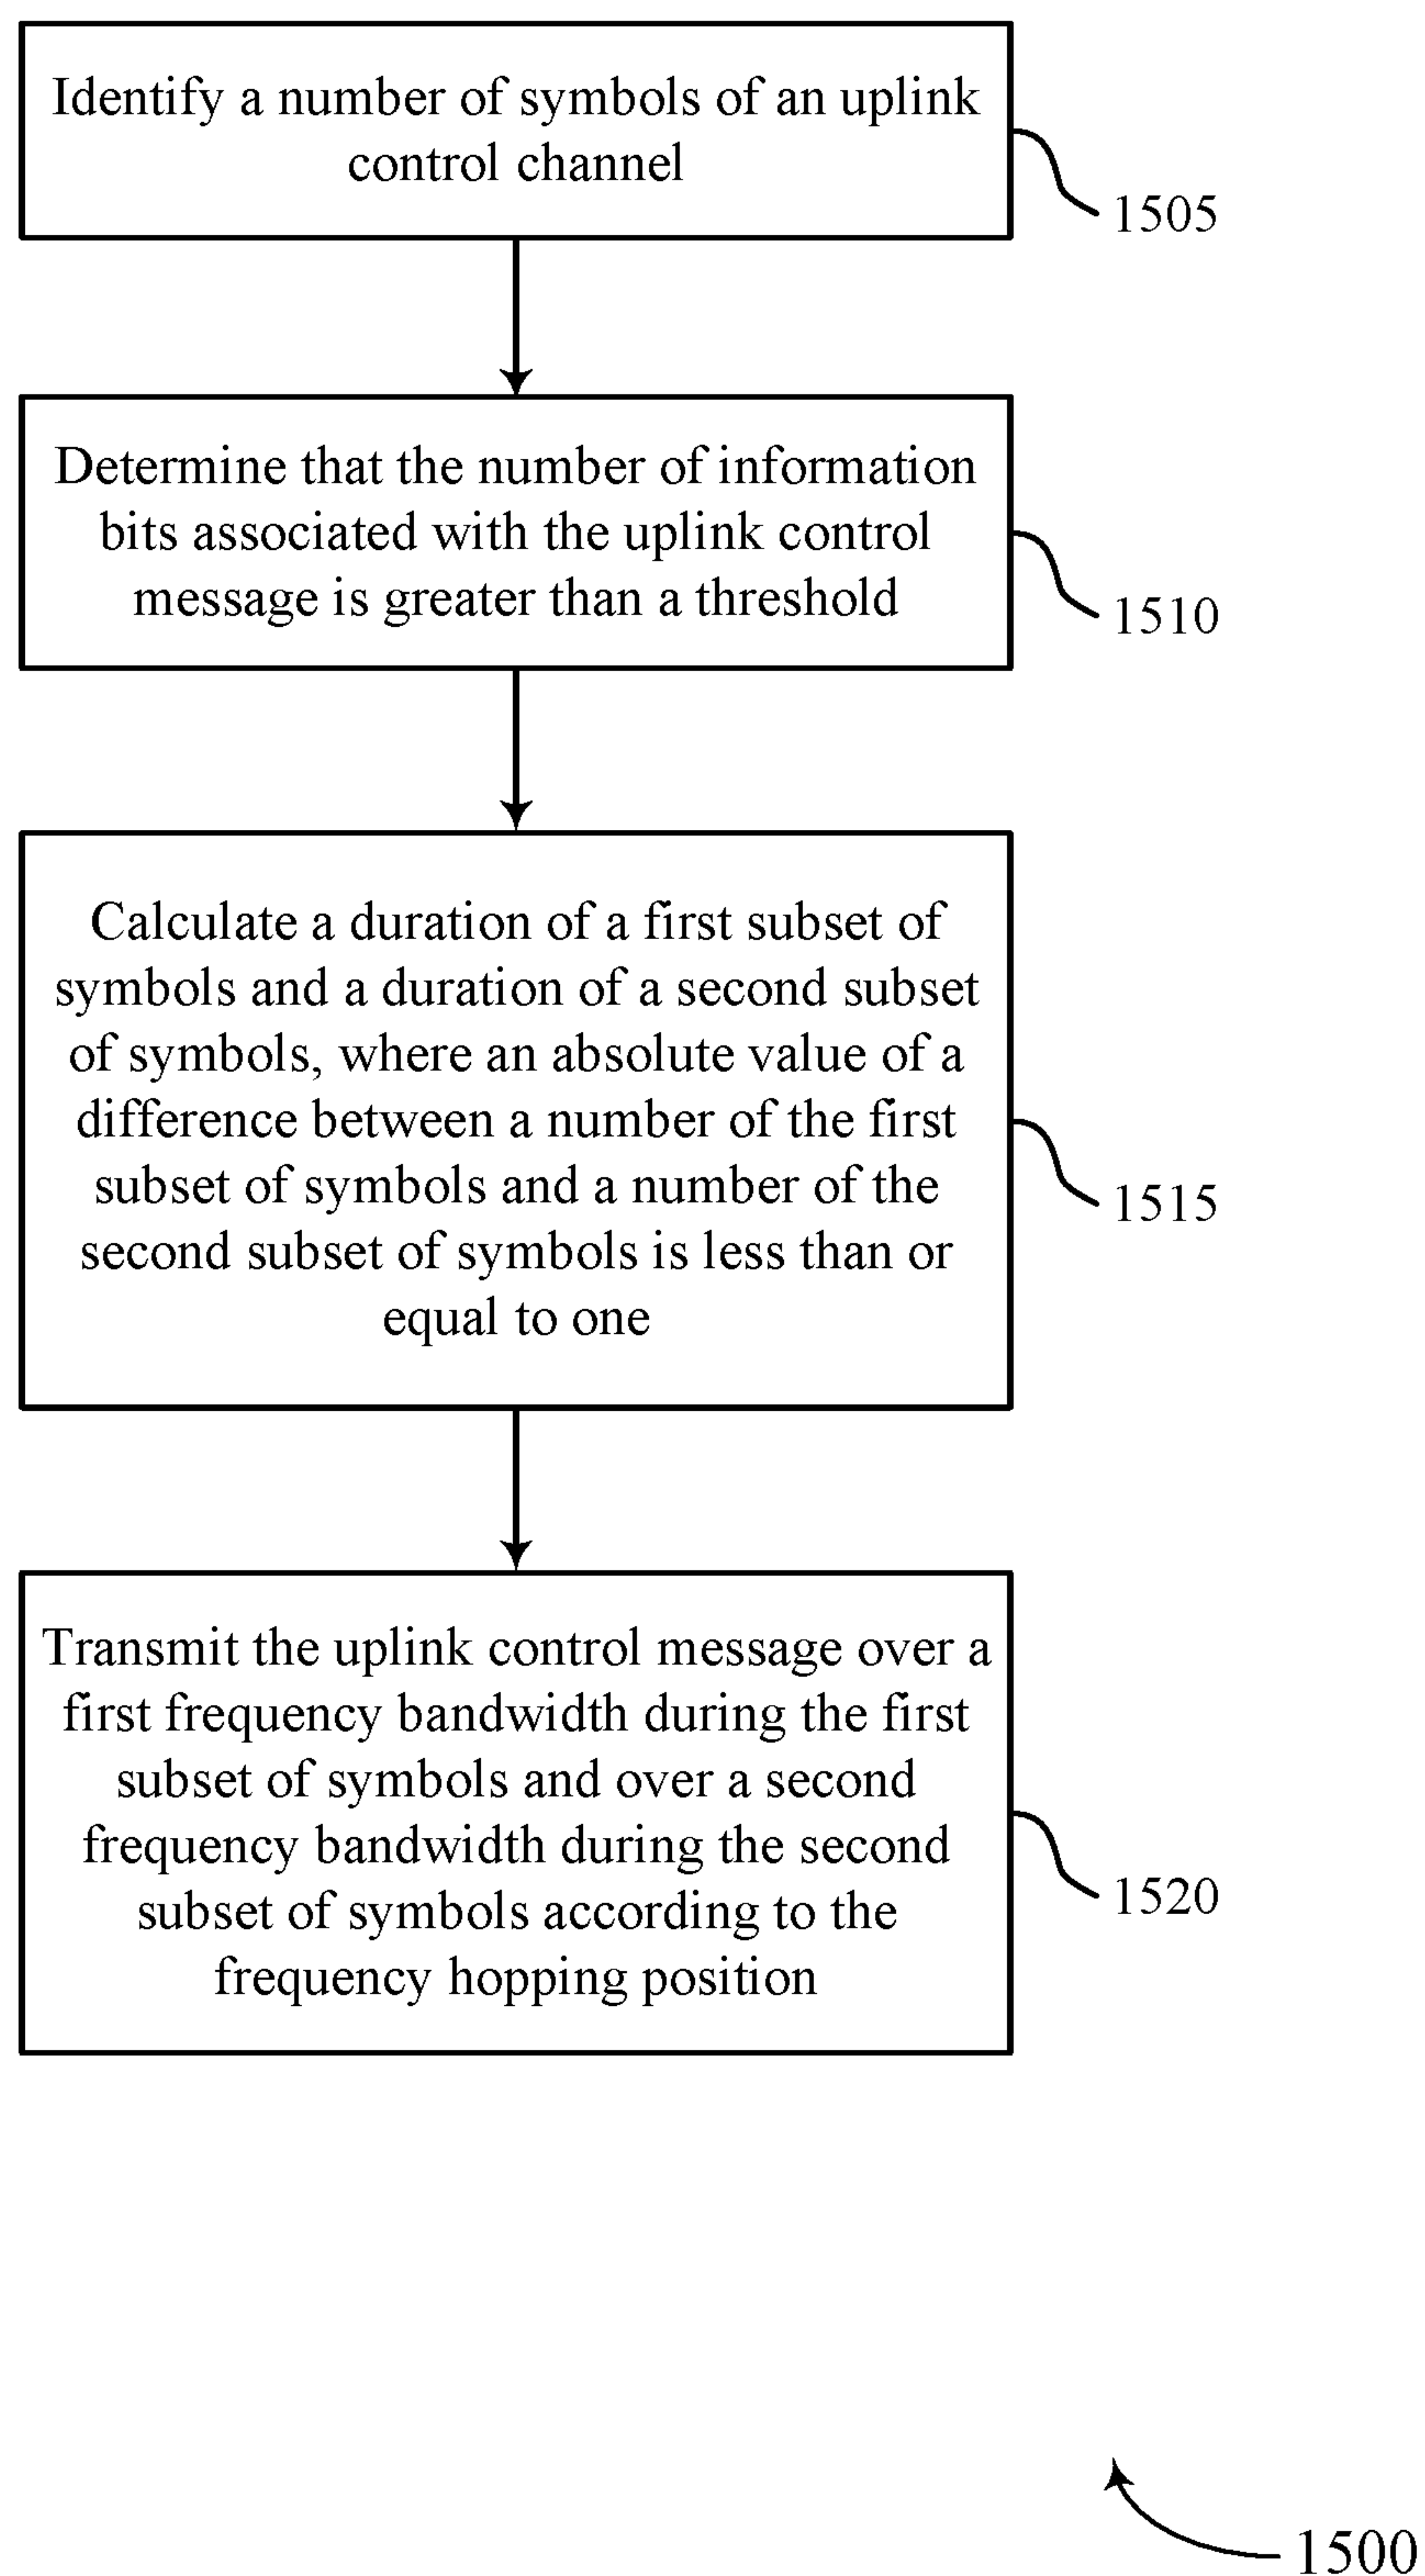 Identify a number of symbols of an uplink
control channel
1505
Determine that the number of information
bits associated with the uplink control
message is greater than a threshold
1510
Calculate a duration of a first subset of
symbols and a duration of a second subset
of symbols, where an absolute value of a
difference between a number of the first
subset of symbols and a number of the
second subset of symbols is less than or
equal to one
1515
Transmit the uplink control message over a
first frequency bandwidth during the first
subset of symbols and over a second
frequency bandwidth during the second
subset of symbols according to the
frequency hopping position
1520
1500